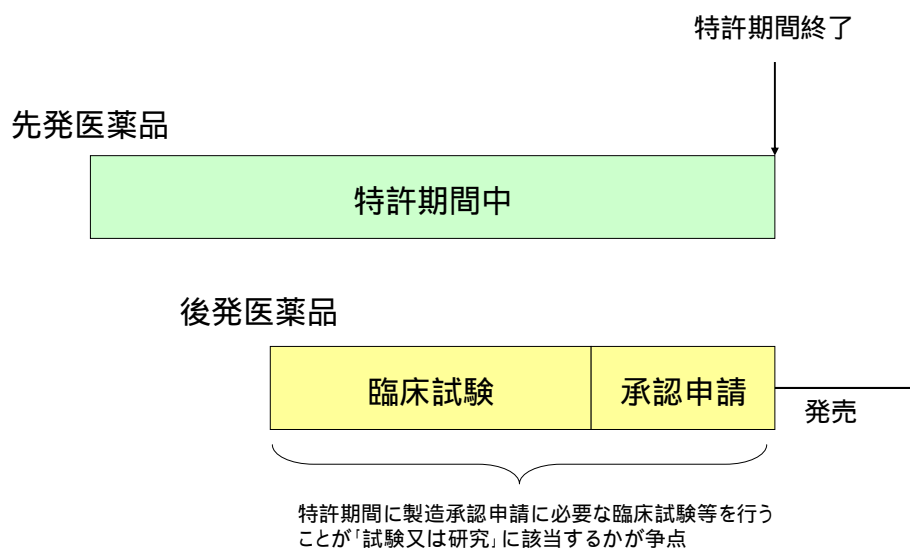 特許期間終了
先発医薬品
特許期間中
後発医薬品
臨床試験
承認申請
発売
特許期間に製造承認申請に必要な臨床試験等を行う
ことが「試験又は研究」に該当するかが争点